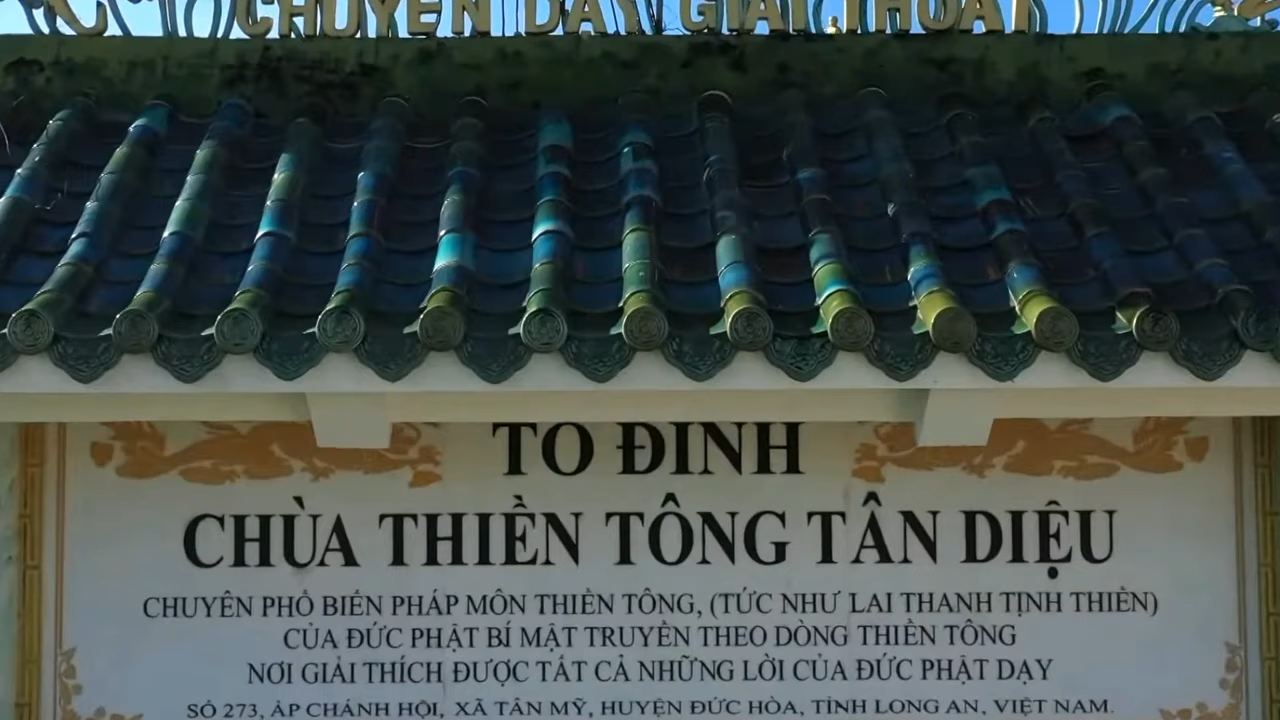 CHUYÊN DẠY GIẢI THOÁT
TỔ ĐÌNH
CHÙA THIỀN TÔNG TÂN DIỆU
CHUYÊN PHỔ BIẾN PHÁP MÔN THIỀN TÔNG, (TỨC NHƯ LAI THANH TỊNH THIỀN)
CỦA ĐỨC PHẬT BÍ MẬT TRUYỀN THEO DÒNG THIỀN TÔNG
NƠI GIẢI THÍCH ĐƯỢC TẤT CẢ NHỮNG LỜI CỦA ĐỨC PHẬT DẠY
SỐ 273, ẤP CHÁNH HỘI, XÃ TÂN MỸ, HUYỆN ĐỨC HÒA, TỈNH LONG AN, VIỆT NAM.